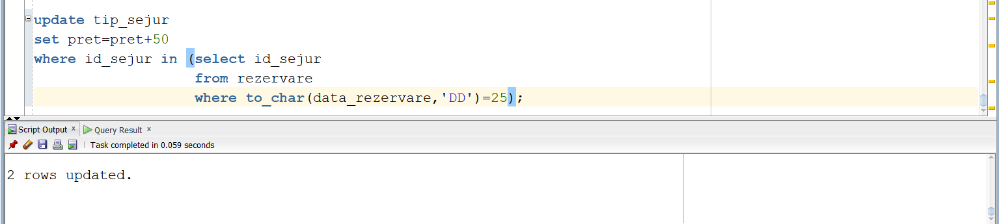 update tip_sejur
set pret=pret+50
where id_sejur in (select id_sejur
from rezervare
where to_char(data_rezervare,'DD')=25);
Script Output x Query Result x
Task completed in 0.059 seconds
2 rows updated.